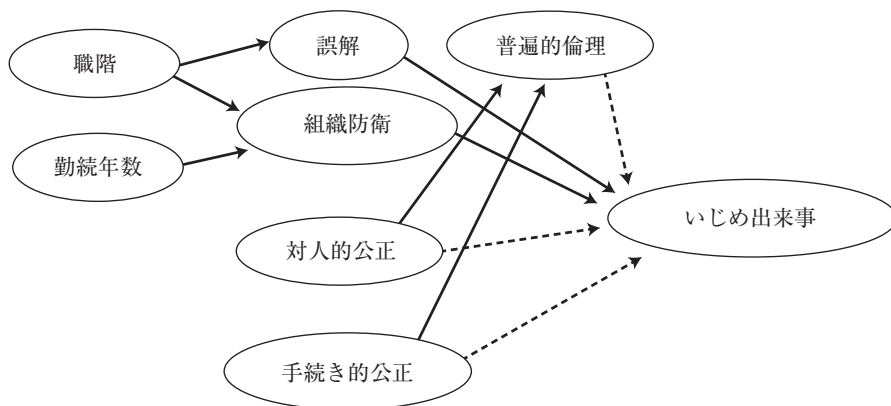 誤解
普遍的倫理
職階
組織防衛
勤続年数
いじめ出来事
対人的公正
手続き的公正